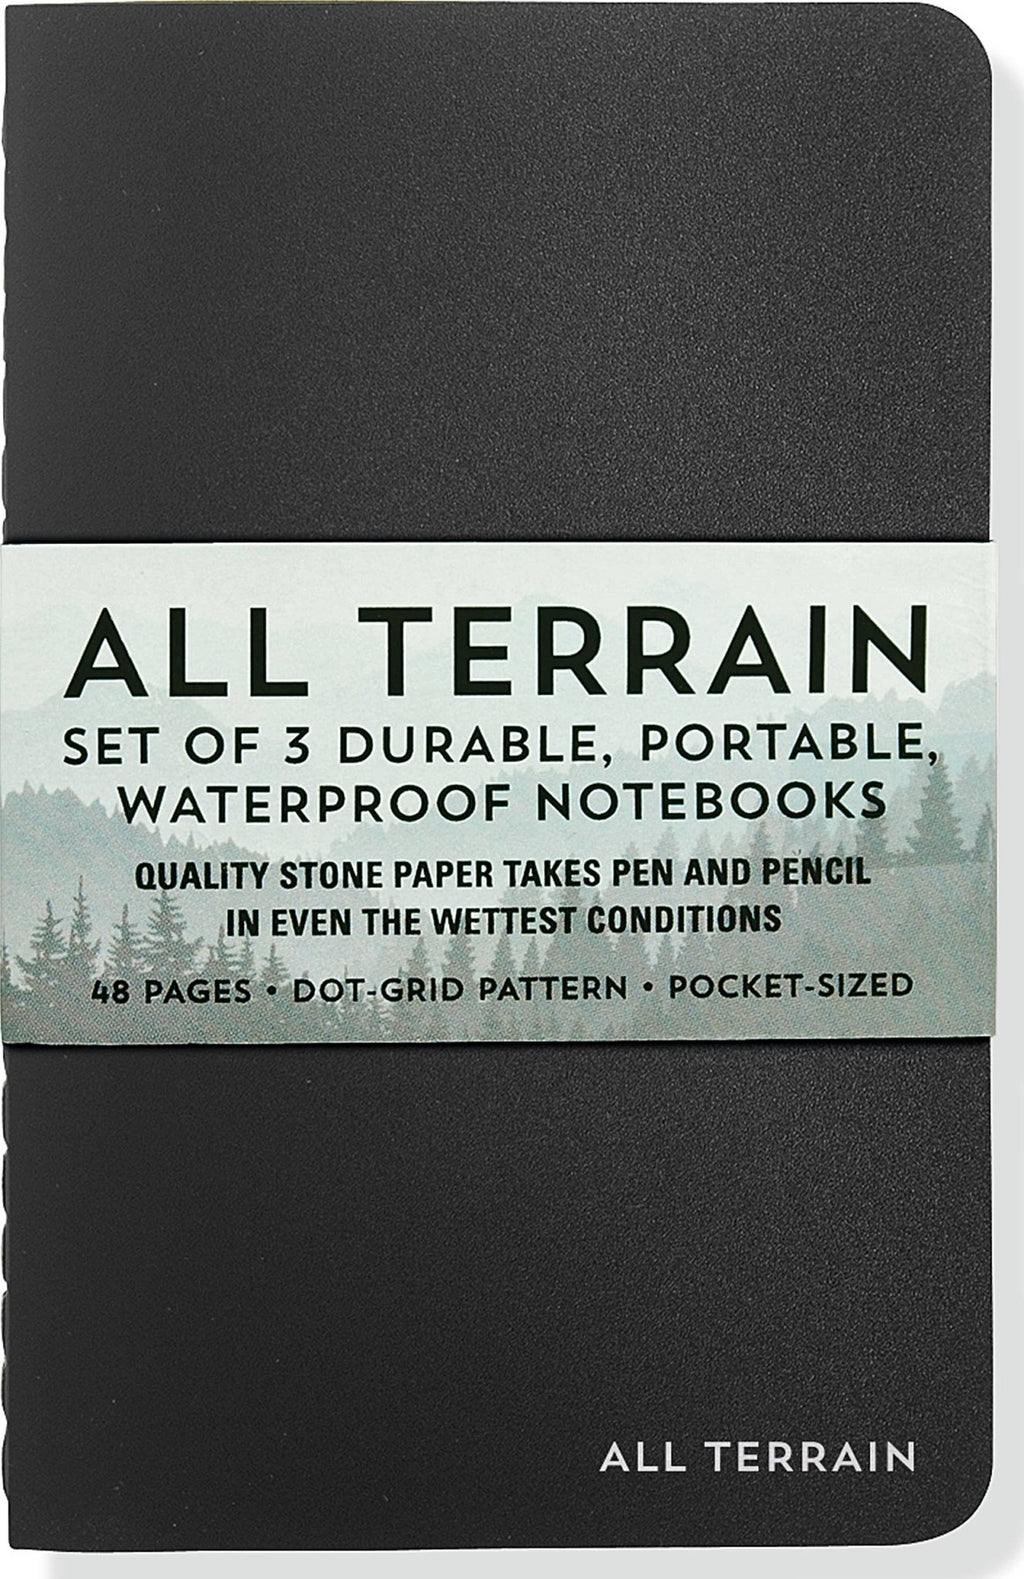 ALL TERRAIN
SET OF 3 DURABLE, PORTABLE,
WATERPROOF NOTEBOOKS
QUALITY STONE PAPER TAKES PEN AND PENCIL
IN EVEN THE WETTEST CONDITIONS
48 PAGES • DOT-GRID PATTERN • POCKET-SIZED
ALL TERRAIN